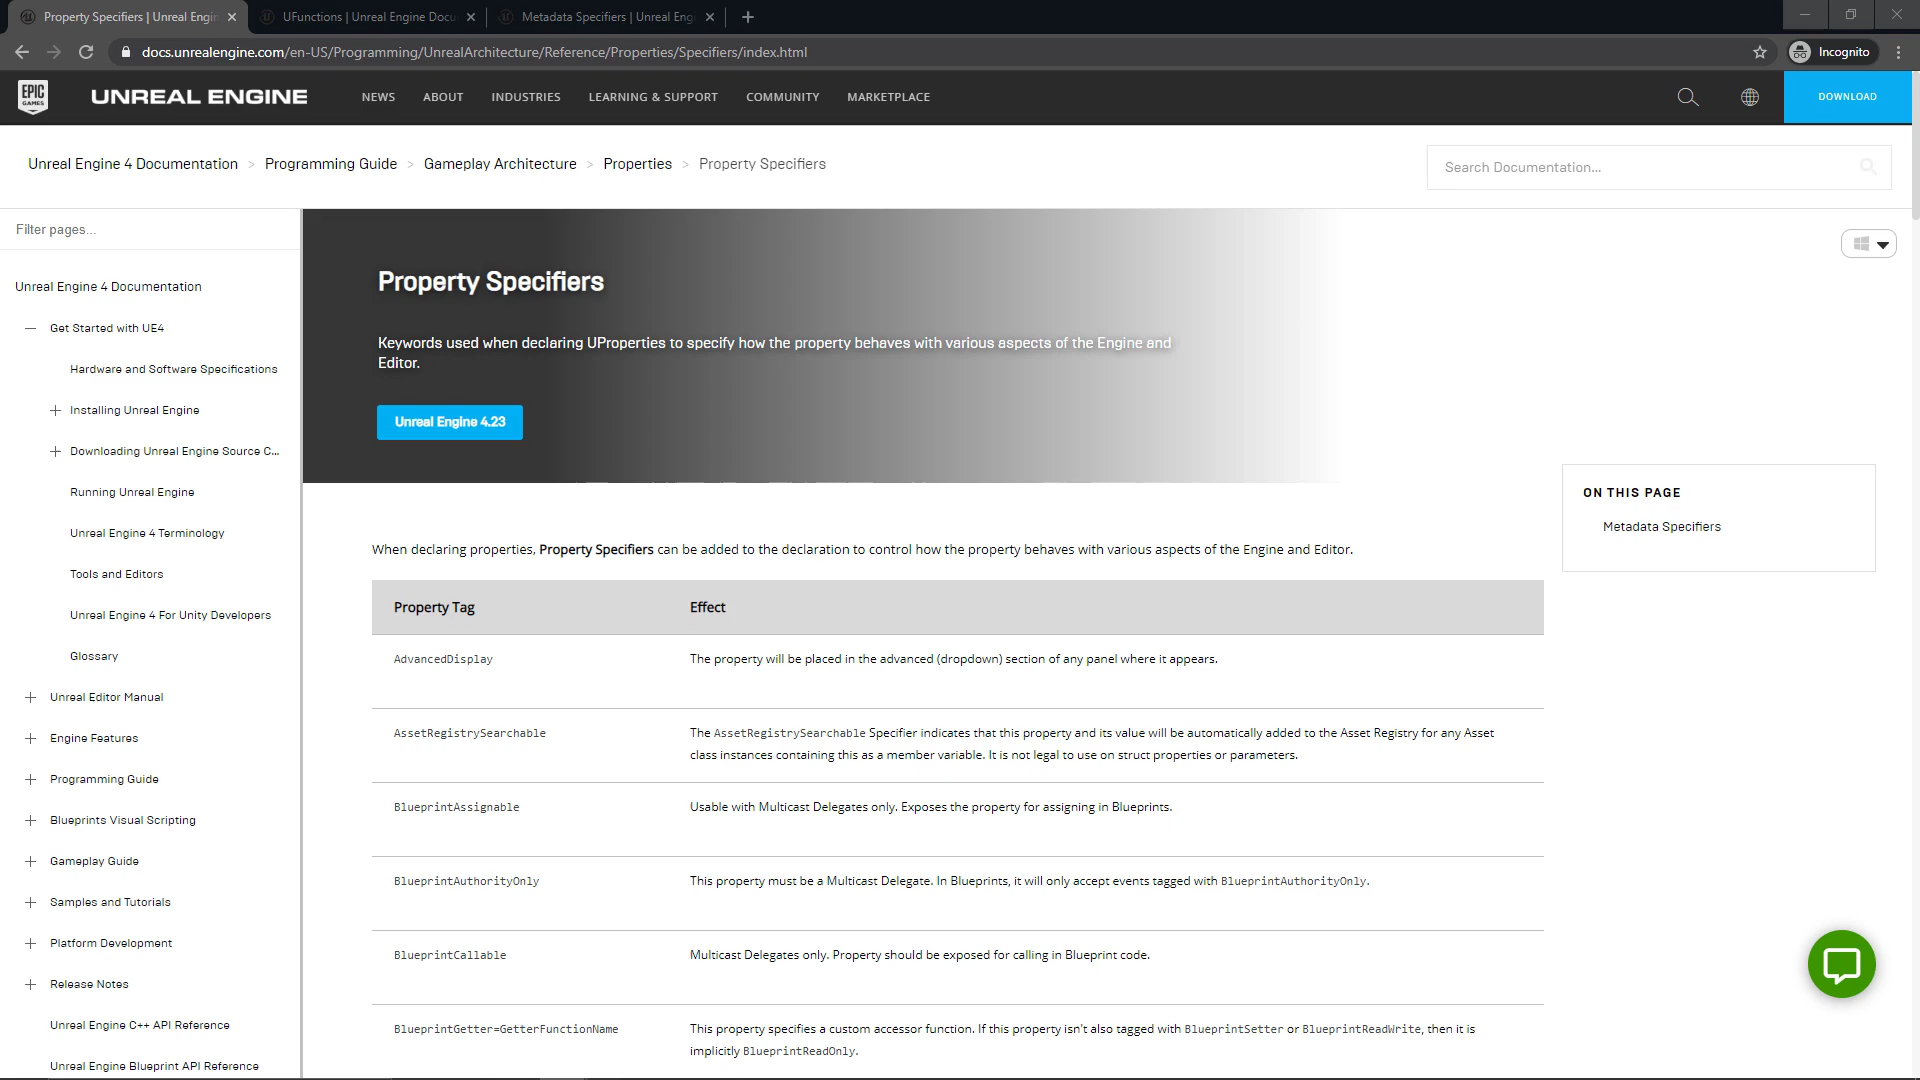 Property Specifiers | Unreal Engin
UFunctions | Unreal Engine Docu
Metadata Specifiers | Unreal Eng
docs.unrealengine.com/en-US/Programming/UnrealArchitecture/Reference/Properties/Specifiers/index.html
Incognito
EPIC
GAMES
UNREAL ENGINE
NEWS
ABOUT
INDUSTRIES
LEARNING & SUPPORT
COMMUNITY
MARKETPLACE
DOWNLOAD
Unreal Engine 4 Documentation > Programming Guide > Gameplay Architecture > Properties > Property Specifiers
Search Documentation...
Filter pages...
Unreal Engine 4 Documentation
Get Started with UE4
Hardware and Software Specifications
Installing Unreal Engine
Downloading Unreal Engine Source C...
Running Unreal Engine
Unreal Engine 4 Terminology
Tools and Editors
Unreal Engine 4 For Unity Developers
Glossary
Unreal Editor Manual
Engine Features
Programming Guide
Blueprints Visual Scripting
Gameplay Guide
Samples and Tutorials
Platform Development
Release Notes
Unreal Engine C++ API Reference
Unreal Engine Blueprint API Reference
Property Specifiers
Keywords used when declaring UProperties to specify how the property behaves with various aspects of the Engine and
Editor.
Unreal Engine 4.23
ON THIS PAGE
Metadata Specifiers
When declaring properties, Property Specifiers can be added to the declaration to control how the property behaves with various aspects of the Engine and Editor.
Property Tag
Effect
AdvancedDisplay
The property will be placed in the advanced (dropdown) section of any panel where it appears.
AssetRegistrySearchable
The AssetRegistrySearchable Specifier indicates that this property and its value will be automatically added to the Asset Registry for any Asset
class instances containing this as a member variable. It is not legal to use on struct properties or parameters.
BlueprintAssignable
Usable with Multicast Delegates only. Exposes the property for assigning in Blueprints.
BlueprintAuthorityOnly
This property must be a Multicast Delegate. In Blueprints, it will only accept events tagged with BlueprintAuthorityOnly.
BlueprintCallable
Multicast Delegates only. Property should be exposed for calling in Blueprint code.
BlueprintGetter=GetterFunctionName
This property specifies a custom accessor function. If this property isn't also tagged with BlueprintSetter or BlueprintReadWrite, then it is
implicitly BlueprintReadOnly.